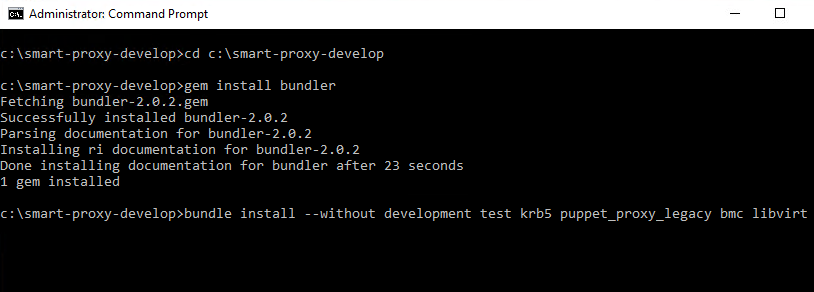 Administrator: Command Prompt
c:\smart-proxy-develop>cd c:\smart-proxy-develop
c:\smart-proxy-develop>gem install bundler
Fetching bundler-2.0.2.gem
Successfully installed bundler-2.0.2
Parsing documentation for bundler-2.0.2
Installing ri documentation for bundler-2.0.2
Done installing documentation for bundler after 23 seconds
1 gem installed
c:\smart-proxy-develop>bundle install --without development test krb5 puppet_proxy_legacy bmc libvirt